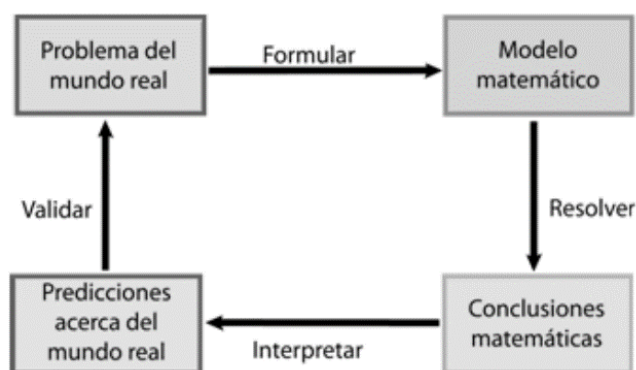 Problema del
mundo real
Formular
Modelo
matemático
Validar
Resolver
Predicciones
acerca del
mundo real
Interpretar
Conclusiones
matemáticas